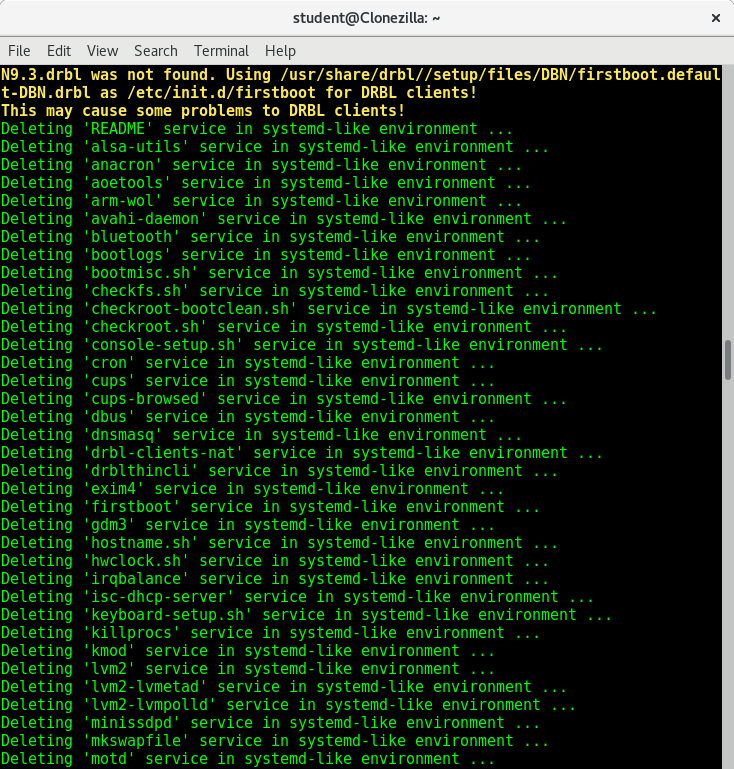 student@Clonezilla: ~
×
File Edit View Search Terminal Help
N9.3.drbl was not found. Using /usr/share/drbl//setup/files/DBN/firstboot.defaul
t-DBN.drbl as /etc/init.d/firstboot for DRBL clients!
This may cause some problems to DRBL clients!
Deleting 'README' service in systemd-like environment ...
Deleting 'alsa-utils' service in systemd-like environment ...
Deleting 'anacron' service in systemd-like environment ...
Deleting 'aoetools' service in systemd-like environment ...
Deleting 'arm-wol' service in systemd-like environment ...
Deleting 'avahi-daemon' service in systemd-like environment ...
Deleting 'bluetooth' service in systemd-like environment ...
Deleting 'bootlogs' service in systemd-like environment ...
Deleting 'bootmisc.sh' service in systemd-like environment ...
Deleting 'checkfs.sh' service in systemd-like environment ...
Deleting 'checkroot-bootclean.sh' service in systemd-like environment ...
Deleting 'checkroot.sh' service in systemd-like environment ...
Deleting 'console-setup.sh' service in systemd-like environment ...
Deleting 'cron' service in systemd-like environment ...
Deleting 'cups' service in systemd-like environment ...
Deleting 'cups-browsed' service in systemd-like environment ...
Deleting 'dbus' service in systemd-like environment ...
Deleting 'dnsmasq' service in systemd-like environment ...
Deleting 'drbl-clients-nat' service in systemd-like environment ...
Deleting 'drblthincli' service in systemd-like environment ...
Deleting 'exim4' service in systemd-like environment ...
Deleting 'firstboot' service in systemd-like environment ...
Deleting 'gdm3' service in systemd-like environment ...
Deleting 'hostname.sh' service in systemd-like environment ...
Deleting 'hwclock.sh' service in systemd-like environment ...
Deleting 'irqbalance' service in systemd-like environment ...
Deleting 'isc-dhcp-server' service in systemd-like environment ...
Deleting 'keyboard-setup.sh' service in systemd-like environment ...
Deleting 'killprocs' service in systemd-like environment ...
Deleting 'kmod' service in systemd-like environment ...
Deleting 'lvm2' service in systemd-like environment ...
Deleting 'lvm2-lvmetad' service in systemd-like environment ...
Deleting 'lvm2-lvmpolld' service in systemd-like environment ...
Deleting 'minissdpd' service in systemd-like environment ...
Deleting 'mkswapfile' service in systemd-like environment ...
Deleting 'motd' service in systemd-like environment ...